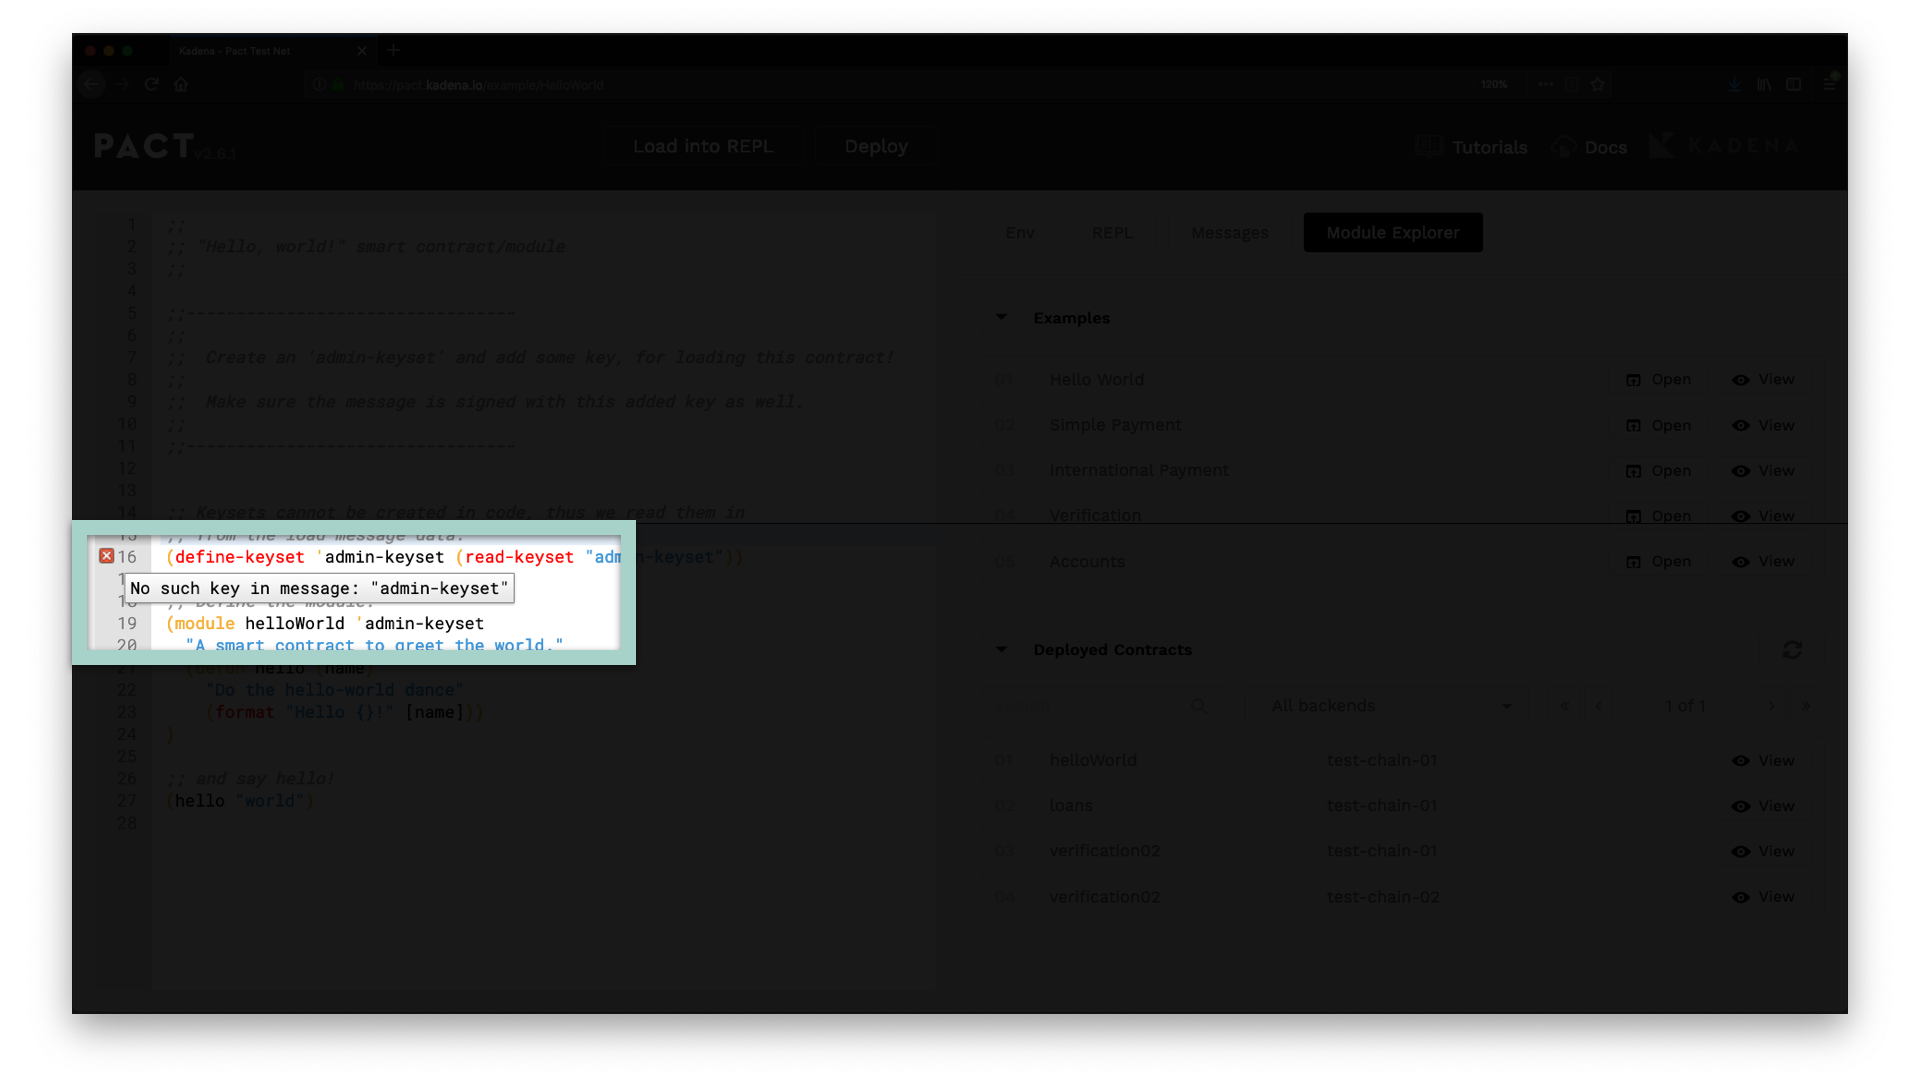 Kadena - Pact Test Net
https://pact.kadena.io/example/HelloWorld
120%
PACT v2.6.1
Load into REPL
Deploy
Tutorials
Docs
KADENA
1 ;;
2 ;; "Hello, world!" smart contract/module
3 ;;
4
5 ;;---------------------------------
6 ;;
7 ;;  Create an 'admin-keyset' and add some key, for loading this contract!
8 ;;
9 ;;  Make sure the message is signed with this added key as well.
10 ;;
11 ;;---------------------------------
12
13
14 ;; Keysets cannot be created in code, thus we read them in
15 ;; from the load message data.
16 (define-keyset 'admin-keyset (read-keyset "admin-keyset"))
No such key in message: "admin-keyset"
18 ;; Define the module.
19 (module helloWorld 'admin-keyset
20   "A smart contract to greet the world."
21   (defun hello (name)
22     "Do the hello-world dance"
23     (format "Hello {}!" [name]))
24 )
25
26 ;; and say hello!
27 (hello "world")
28
Env
REPL
Messages
Module Explorer
Examples
01 Hello World Open View
02 Simple Payment Open View
03 International Payment Open View
04 Verification Open View
05 Accounts Open View
Deployed Contracts
All backends
« ‹ 1 of 1 › »
01 helloWorld test-chain-01 View
02 loans test-chain-01 View
03 verification02 test-chain-01 View
04 verification02 test-chain-02 View